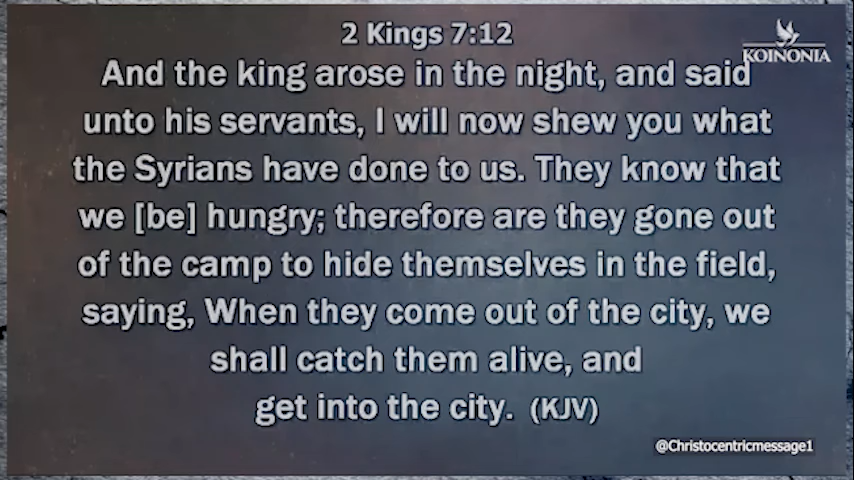 2 Kings 7:12
KOINONIA
And the king arose in the night, and said
unto his servants, I will now shew you what
the Syrians have done to us. They know that
we [be] hungry; therefore are they gone out
of the camp to hide themselves in the field,
saying, When they come out of the city, we
shall catch them alive, and
get into the city. (KJV)
@Christocentricmessage1